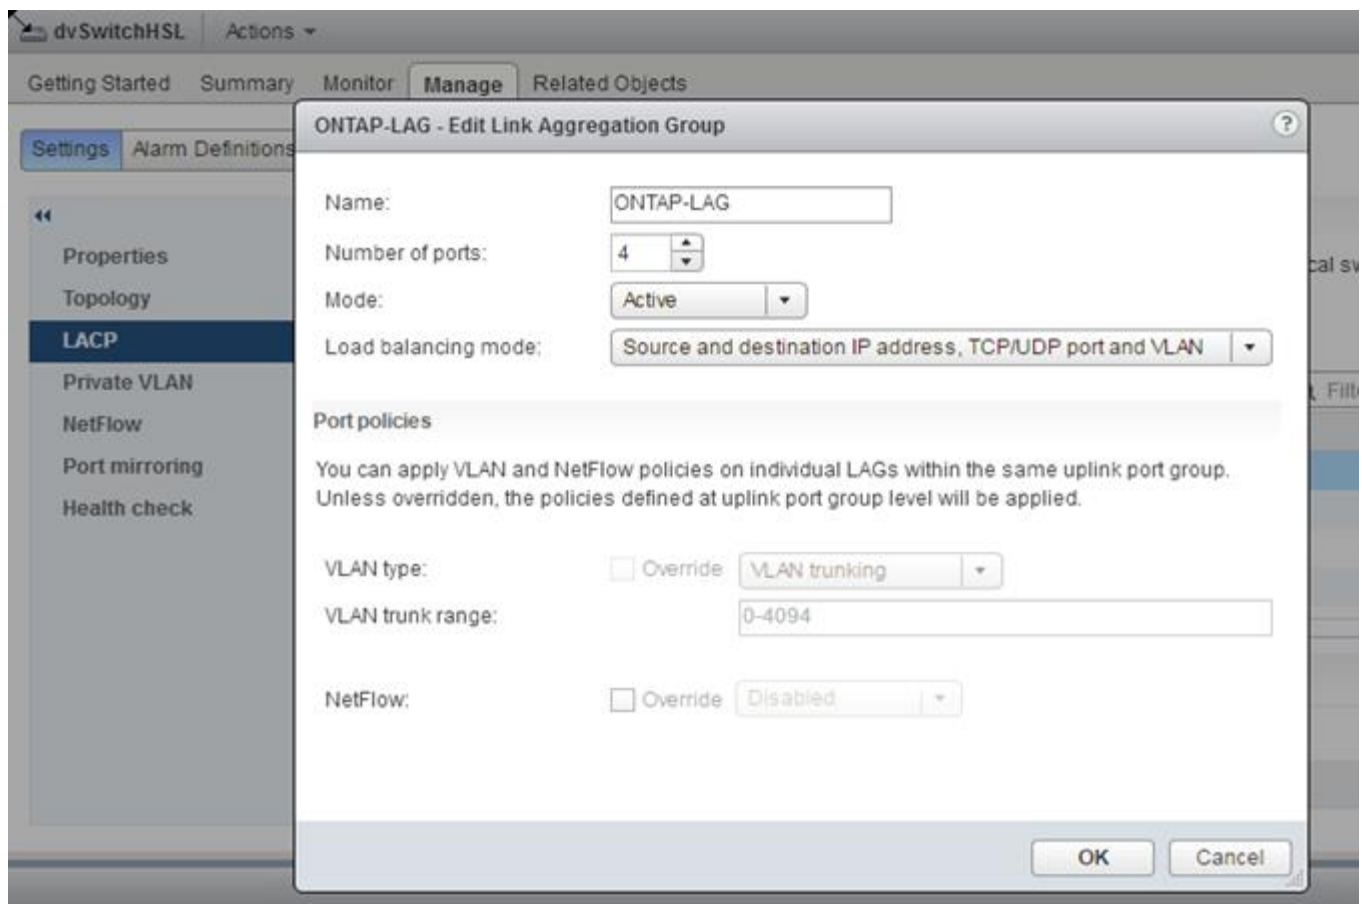 dvSwitchHSL Actions
Getting Started Summary Monitor Manage Related Objects
ONTAP-LAG - Edit Link Aggregation Group ?
Settings Alarm Definitions
Name: ONTAP-LAG
Number of ports: 4
Properties
Topology
LACP
Private VLAN
NetFlow
Port mirroring
Health check
Mode: Active
Load balancing mode: Source and destination IP address, TCP/UDP port and VLAN
Port policies
You can apply VLAN and NetFlow policies on individual LAGs within the same uplink port group.
Unless overridden, the policies defined at uplink port group level will be applied.
VLAN type: Override VLAN trunking
VLAN trunk range: 0-4094
NetFlow: Override Disabled
OK Cancel